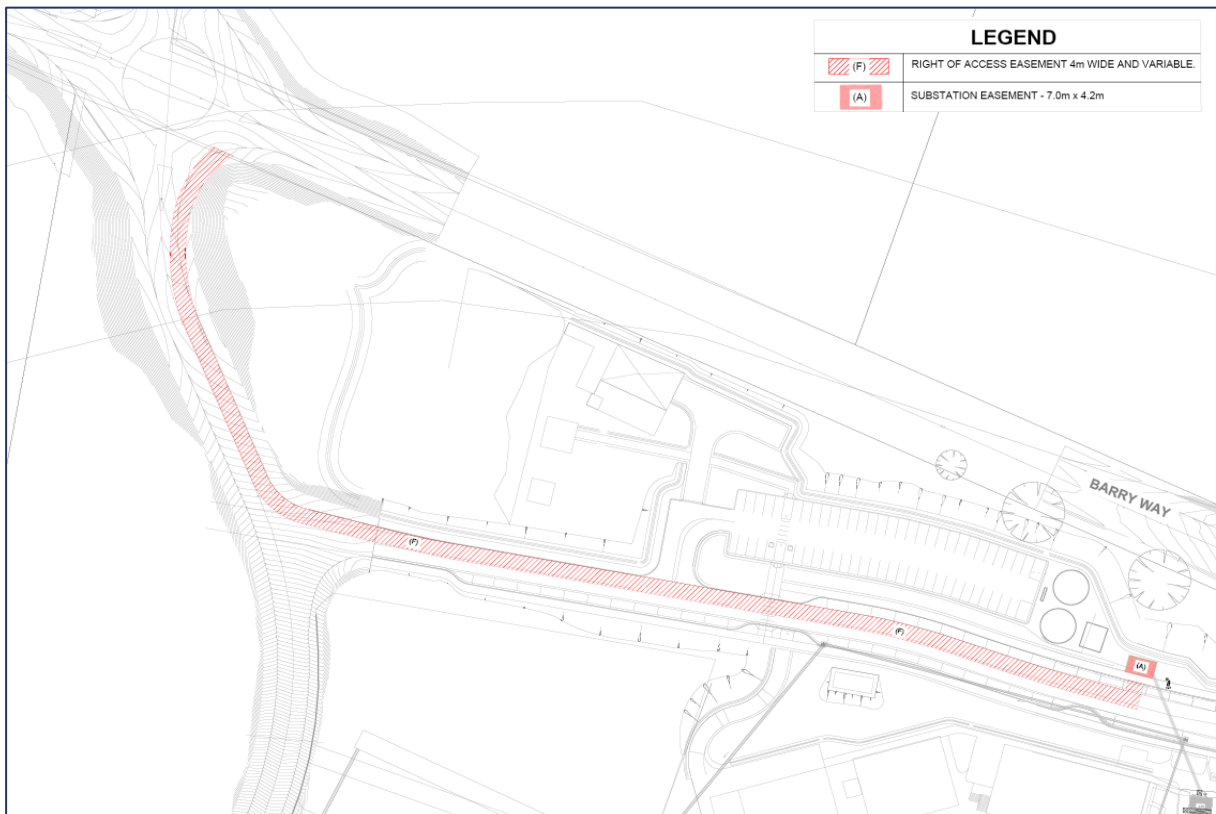 LEGEND
(F) RIGHT OF ACCESS EASEMENT 4m WIDE AND VARIABLE.
(A) SUBSTATION EASEMENT - 7.0m x 4.2m
BARRY WAY
(F)
(F)
(A)